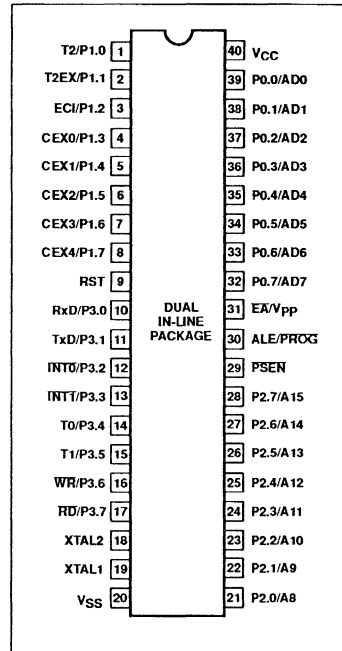 T2/P1.0 1 40 VCC
T2EX/P1.1 2 39 P0.0/AD0
ECI/P1.2 3 38 P0.1/AD1
CEX0/P1.3 4 37 P0.2/AD2
CEX1/P1.4 5 36 P0.3/AD3
CEX2/P1.5 6 35 P0.4/AD4
CEX3/P1.6 7 34 P0.5/AD5
CEX4/P1.7 8 33 P0.6/AD6
RST 9 32 P0.7/AD7
RxD/P3.0 10 31 EA/VPP
TxD/P3.1 11 30 ALE/PROG
INT0/P3.2 12 29 PSEN
INT1/P3.3 13 28 P2.7/A15
T0/P3.4 14 27 P2.6/A14
T1/P3.5 15 26 P2.5/A13
WR/P3.6 16 25 P2.4/A12
RD/P3.7 17 24 P2.3/A11
XTAL2 18 23 P2.2/A10
XTAL1 19 22 P2.1/A9
VSS 20 21 P2.0/A8
DUAL
IN-LINE
PACKAGE